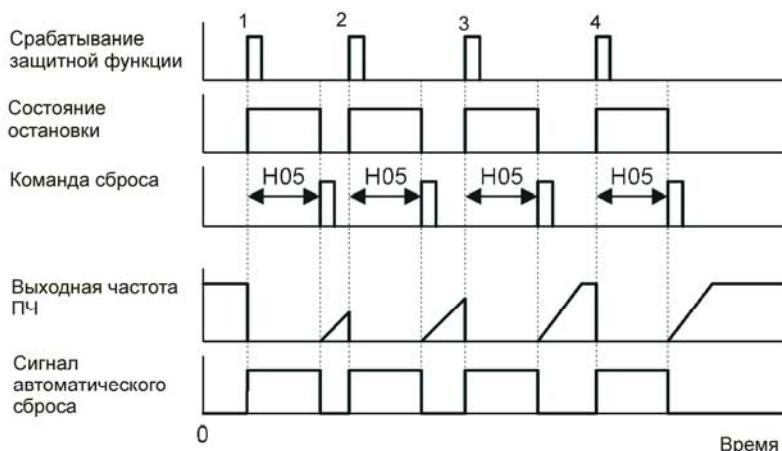 1 2 3 4
Срабатывание
защитной функции
Состояние
остановки
Команда сброса
H05 H05 H05 H05
Выходная частота
ПЧ
Сигнал
автоматического
сброса
0
Время